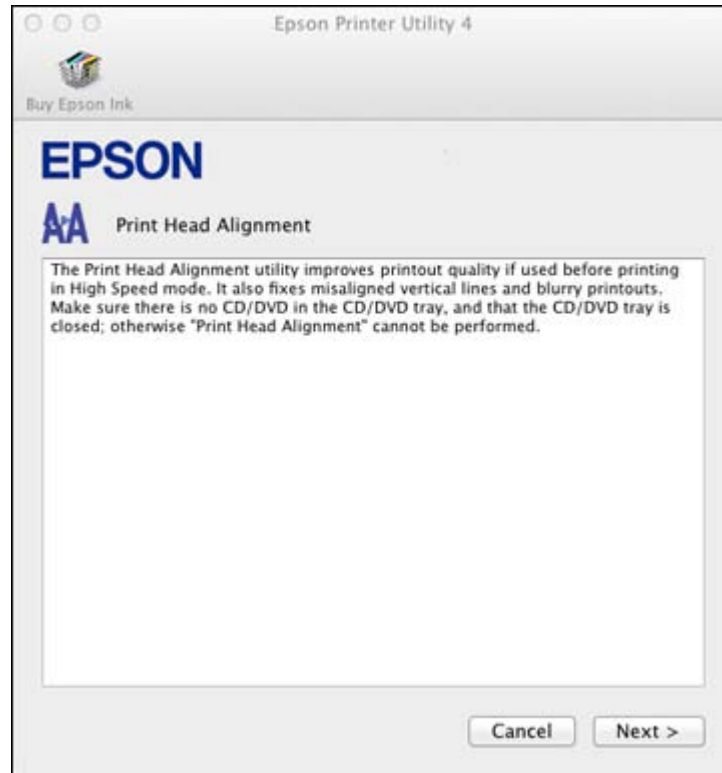 Epson Printer Utility 4
Buy Epson Ink
EPSON
Print Head Alignment
The Print Head Alignment utility improves printout quality if used before printing
in High Speed mode. It also fixes misaligned vertical lines and blurry printouts.
Make sure there is no CD/DVD in the CD/DVD tray, and that the CD/DVD tray is
closed; otherwise "Print Head Alignment" cannot be performed.
Cancel
Next >